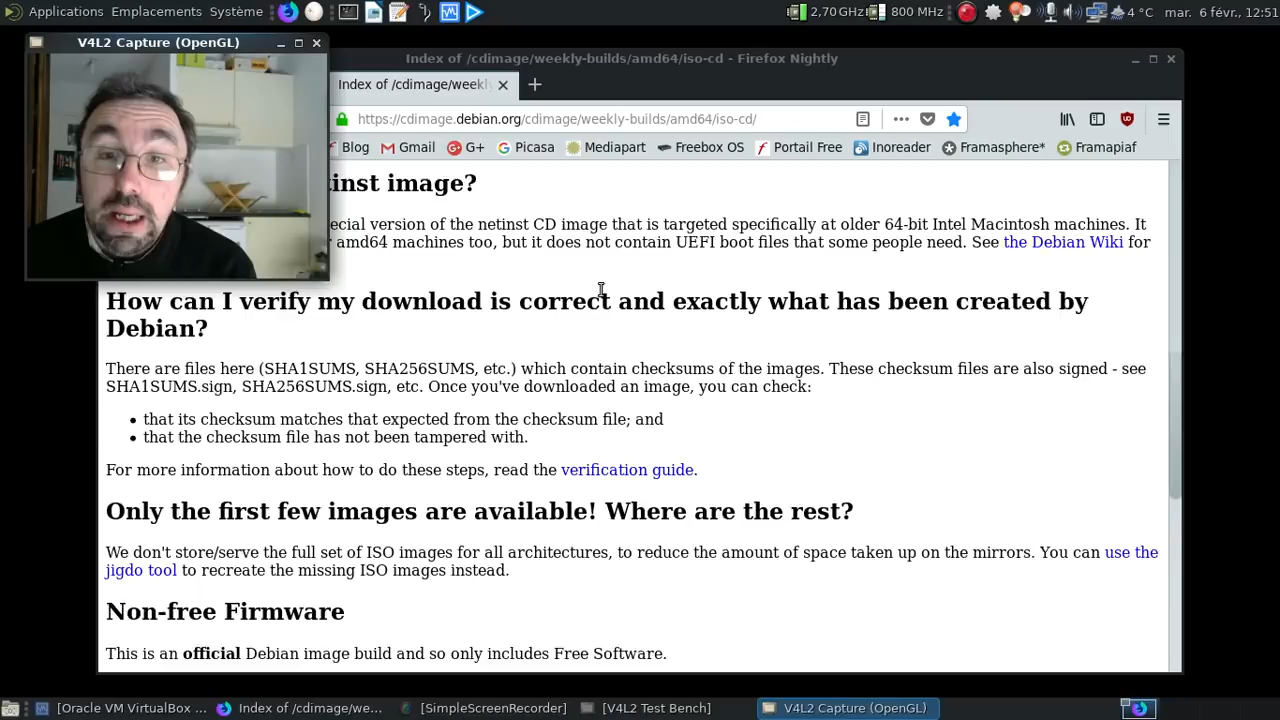 Applications Emplacements Système 2,70 GHz 800 MHz 4 °C mar. 6 févr., 12:51
V4L2 Capture (OpenGL)
Index of /cdimage/weekly-builds/amd64/iso-cd - Firefox Nightly
Index of /cdimage/weekly
https://cdimage.debian.org/cdimage/weekly-builds/amd64/iso-cd/
Blog Gmail G+ Picasa Mediapart Freebox OS Portail Free Inoreader Framasphère* Framapiaf
tinst image?
ecial version of the netinst CD image that is targeted specifically at older 64-bit Intel Macintosh machines. It
amd64 machines too, but it does not contain UEFI boot files that some people need. See the Debian Wiki for
How can I verify my download is correct and exactly what has been created by
Debian?
There are files here (SHA1SUMS, SHA256SUMS, etc.) which contain checksums of the images. These checksum files are also signed - see
SHA1SUMS.sign, SHA256SUMS.sign, etc. Once you've downloaded an image, you can check:
• that its checksum matches that expected from the checksum file; and
• that the checksum file has not been tampered with.
For more information about how to do these steps, read the verification guide.
Only the first few images are available! Where are the rest?
We don't store/serve the full set of ISO images for all architectures, to reduce the amount of space taken up on the mirrors. You can use the
jigdo tool to recreate the missing ISO images instead.
Non-free Firmware
This is an official Debian image build and so only includes Free Software.
[Oracle VM VirtualBox ... Index of /cdimage/we... [SimpleScreenRecorder] [V4L2 Test Bench] V4L2 Capture (OpenGL)